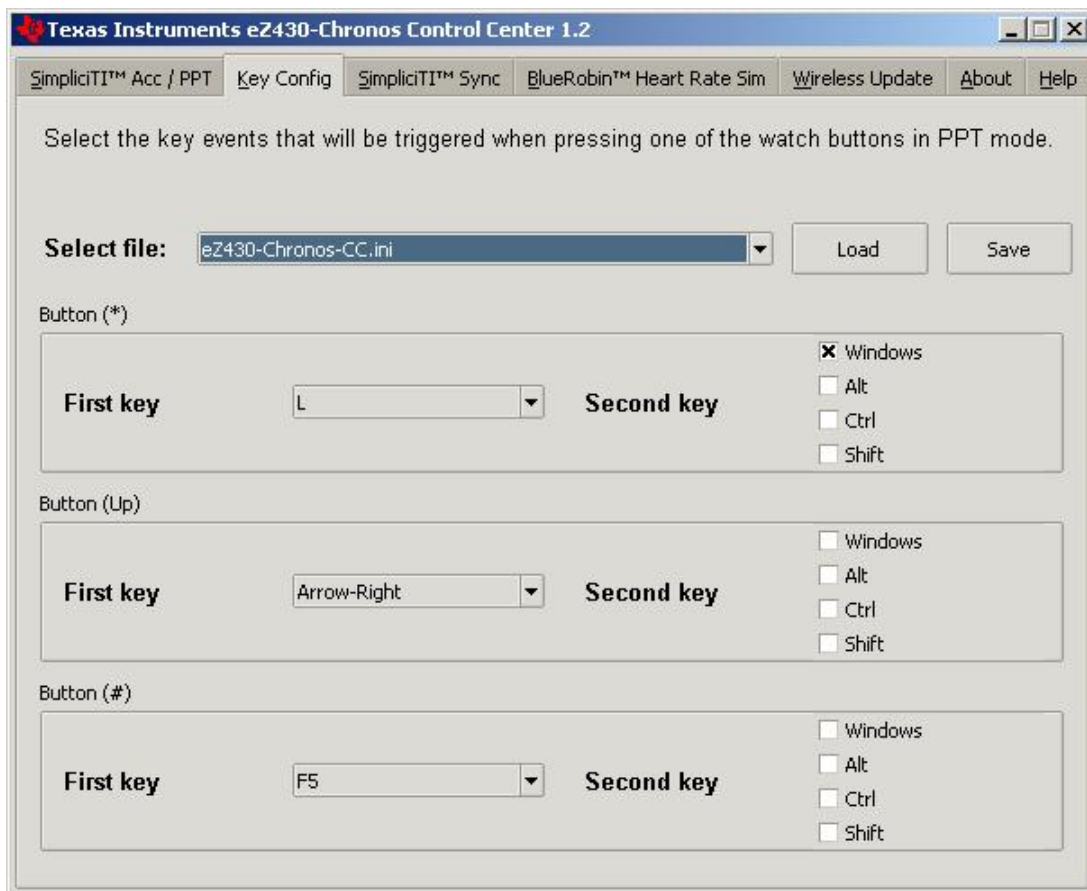 Texas Instruments eZ430-Chronos Control Center 1.2
SimpliciTI™ Acc / PPT Key Config SimpliciTI™ Sync BlueRobin™ Heart Rate Sim Wireless Update About Help
Select the key events that will be triggered when pressing one of the watch buttons in PPT mode.
Select file: eZ430-Chronos-CC.ini Load Save
Button (*)
First key L Second key
Windows
Alt
Ctrl
Shift
Button (Up)
First key Arrow-Right Second key
Windows
Alt
Ctrl
Shift
Button (#)
First key F5 Second key
Windows
Alt
Ctrl
Shift